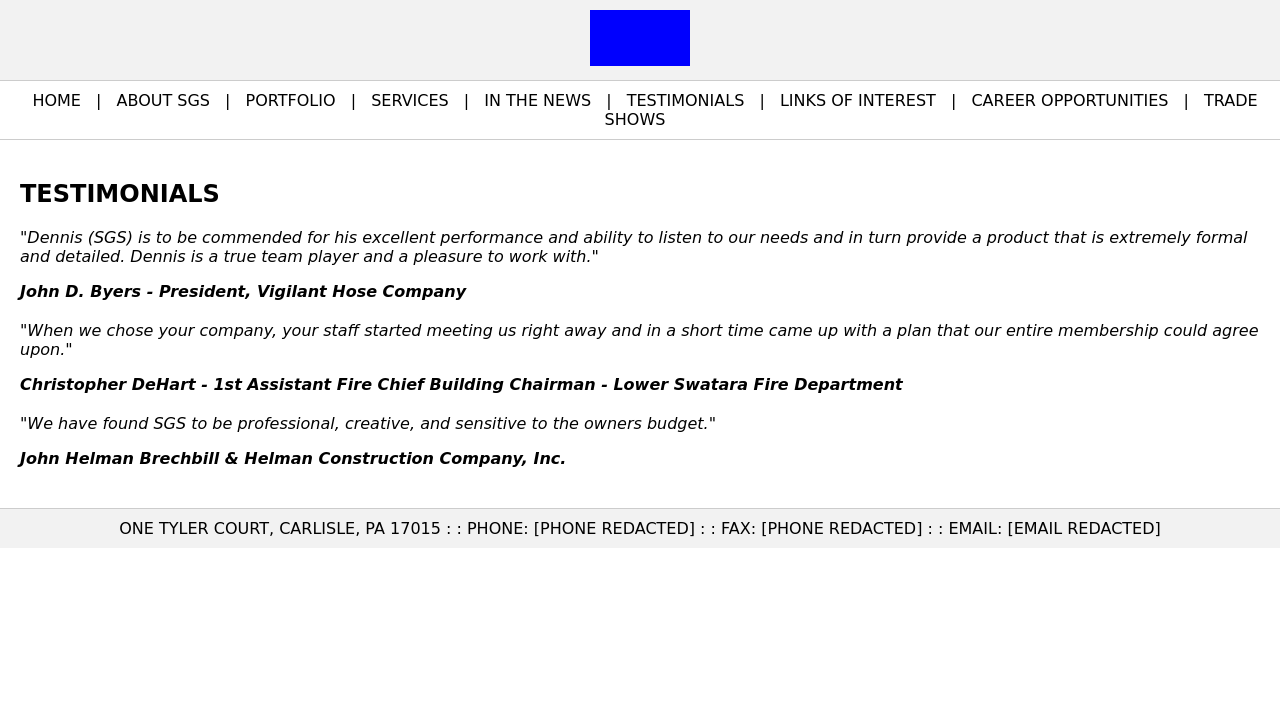 HOME | ABOUT SGS | PORTFOLIO | SERVICES | IN THE NEWS | TESTIMONIALS | LINKS OF INTEREST | CAREER OPPORTUNITIES | TRADE
SHOWS
TESTIMONIALS
"Dennis (SGS) is to be commended for his excellent performance and ability to listen to our needs and in turn provide a product that is extremely formal
and detailed. Dennis is a true team player and a pleasure to work with."
John D. Byers - President, Vigilant Hose Company
"When we chose your company, your staff started meeting us right away and in a short time came up with a plan that our entire membership could agree
upon."
Christopher DeHart - 1st Assistant Fire Chief Building Chairman - Lower Swatara Fire Department
"We have found SGS to be professional, creative, and sensitive to the owners budget."
John Helman Brechbill & Helman Construction Company, Inc.
ONE TYLER COURT, CARLISLE, PA 17015 : : PHONE: [PHONE REDACTED] : : FAX: [PHONE REDACTED] : : EMAIL: [EMAIL REDACTED]